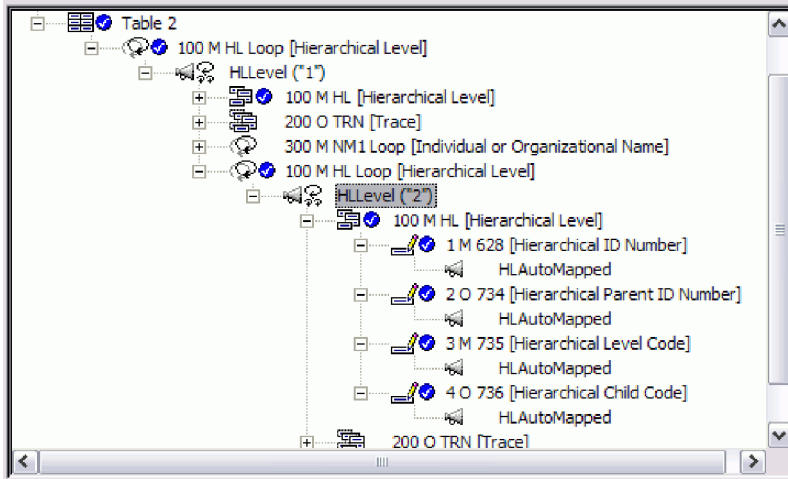 Table 2
100 M HL Loop [Hierarchical Level]
HLLevel ("1")
100 M HL [Hierarchical Level]
200 O TRN [Trace]
300 M NM1 Loop [Individual or Organizational Name]
100 M HL Loop [Hierarchical Level]
HLLevel ("2")
100 M HL [Hierarchical Level]
1 M 628 [Hierarchical ID Number]
HLAutoMapped
2 O 734 [Hierarchical Parent ID Number]
HLAutoMapped
3 M 735 [Hierarchical Level Code]
HLAutoMapped
4 O 736 [Hierarchical Child Code]
HLAutoMapped
200 O TRN [Trace]